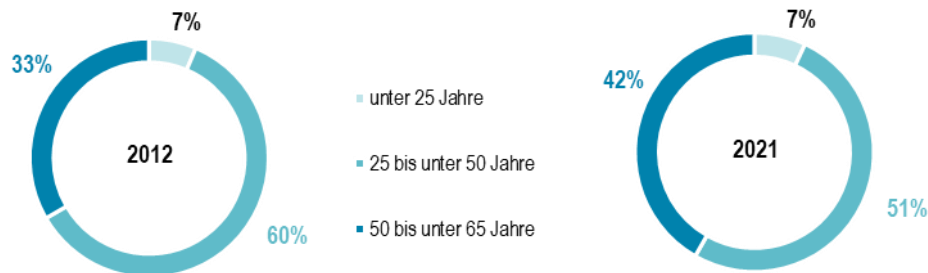 7%
33%
2012
60%
unter 25 Jahre
25 bis unter 50 Jahre
50 bis unter 65 Jahre
7%
42%
2021
51%